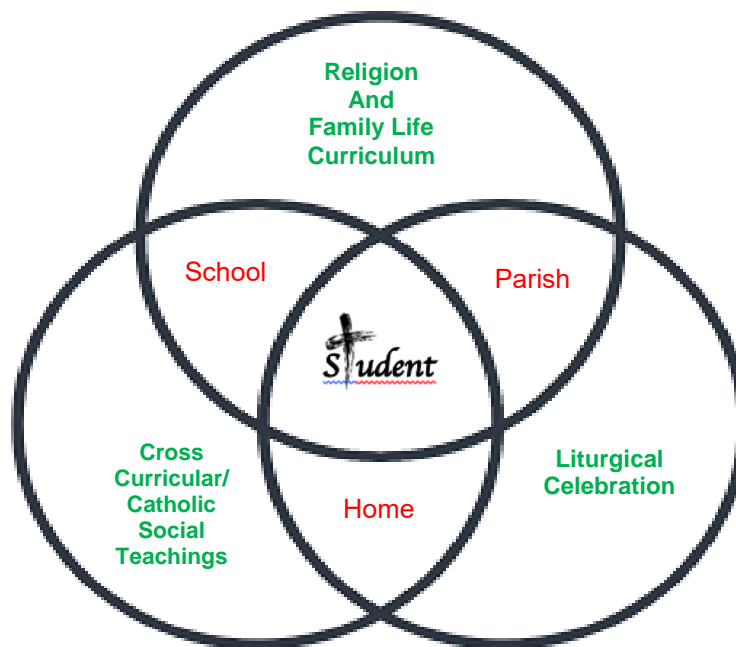 Religion
And
Family Life
Curriculum
School
Parish
Student
Cross
Curricular/
Catholic
Social
Teachings
Home
Liturgical
Celebration